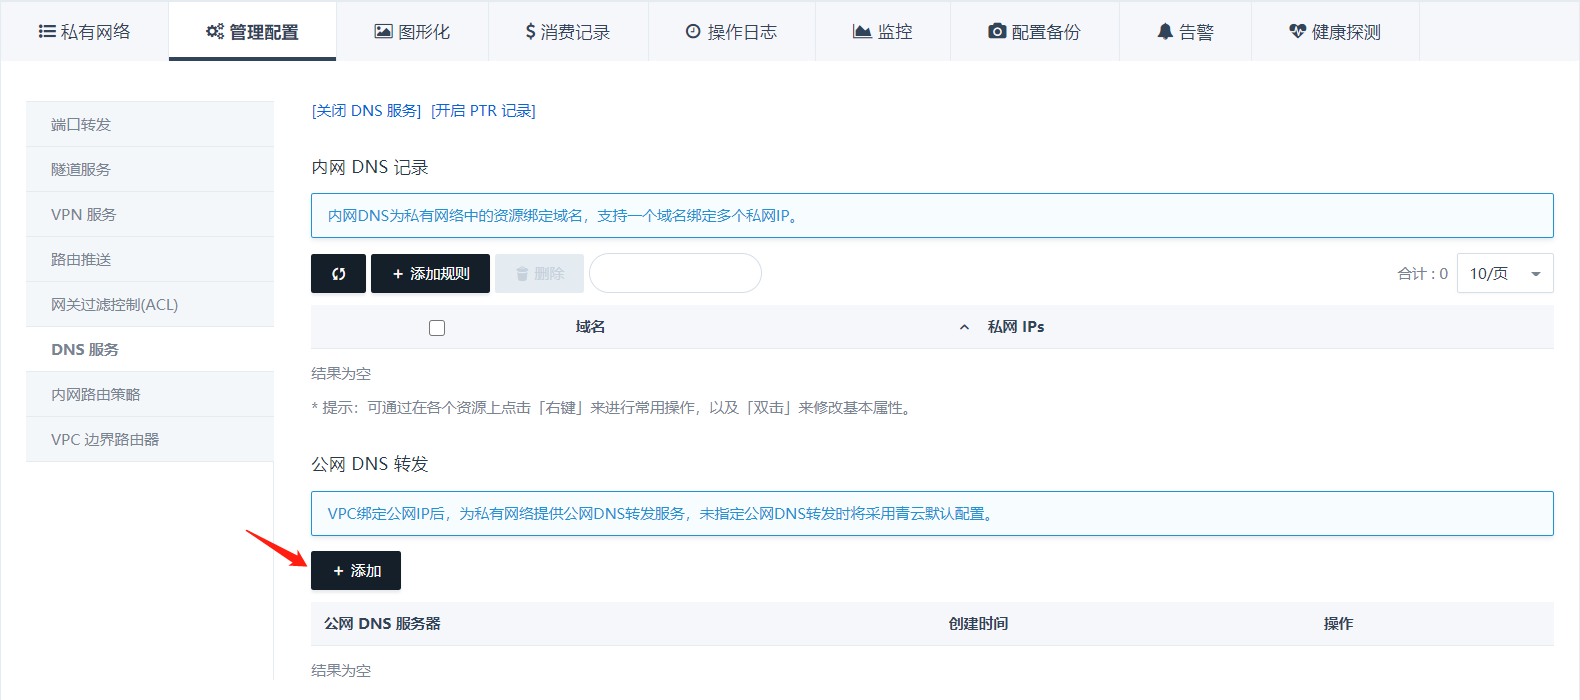 私有网络
管理配置
图形化
$ 消费记录
操作日志
监控
配置备份
告警
健康探测
端口转发
隧道服务
VPN 服务
路由推送
网关过滤控制(ACL)
DNS 服务
内网路由策略
VPC 边界路由器
[关闭 DNS 服务] [开启 PTR 记录]
内网 DNS 记录
内网DNS为私有网络中的资源绑定域名，支持一个域名绑定多个私网IP。
+ 添加规则
删除
合计 : 0
10/页
域名
私网 IPs
结果为空
* 提示：可通过在各个资源上点击「右键」来进行常用操作，以及「双击」来修改基本属性。
公网 DNS 转发
VPC绑定公网IP后，为私有网络提供公网DNS转发服务，未指定公网DNS转发时将采用青云默认配置。
+ 添加
公网 DNS 服务器
创建时间
操作
结果为空